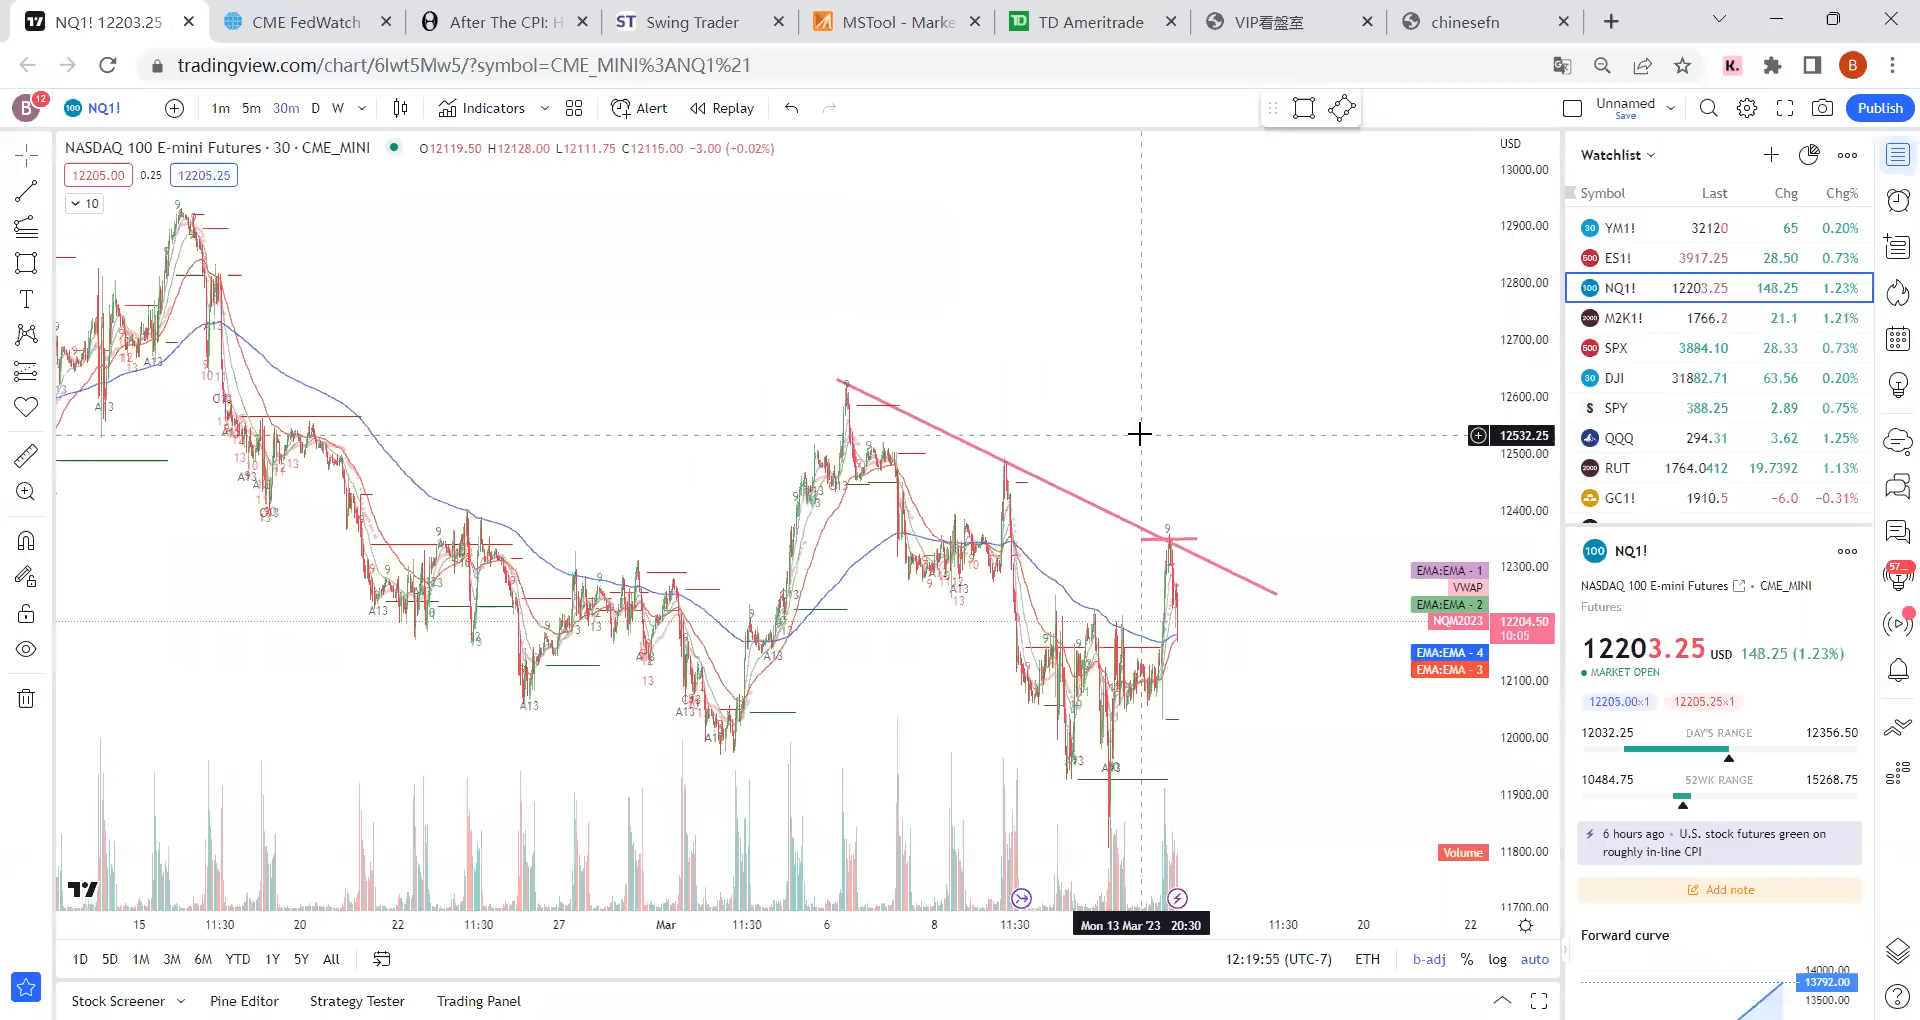 NQ1! 12203.25
CME FedWatch
After The CPI: H
ST Swing Trader
MSTool - Marke
TD Ameritrade
VIP看盤室
chinesefn
tradingview.com/chart/6lwt5Mw5/?symbol=CME_MINI%3ANQ1%21
K.
B
B 12
100 NQ1!
1m 5m 30m D W
Indicators
Alert
Replay
Unnamed
Save
Publish
NASDAQ 100 E-mini Futures · 30 · CME_MINI
O12119.50 H12128.00 L12111.75 C12115.00 −3.00 (+0.02%)
12205.00 0.25 12205.25
10
USD
13000.00
12900.00
12800.00
12700.00
12600.00
12532.25
12500.00
12400.00
12300.00
EMA:EMA - 1
VWAP
EMA:EMA - 2
NQM2023 12204.50
10:05
EMA:EMA - 4
EMA:EMA - 3
12100.00
12000.00
11900.00
Volume 11800.00
11700.00
15 11:30 20 22 11:30 27 Mar 11:30 6 8 11:30 Mon 13 Mar '23 20:30 11:30 20 22
1D 5D 1M 3M 6M YTD 1Y 5Y All
12:19:55 (UTC-7) ETH b-adj % log auto
Stock Screener Pine Editor Strategy Tester Trading Panel
Watchlist
Symbol Last Chg Chg%
30 YM1! 32120 65 0.20%
500 ES1! 3917.25 28.50 0.73%
100 NQ1! 12203.25 148.25 1.23%
2000 M2K1! 1766.2 21.1 1.21%
500 SPX 3884.10 28.33 0.73%
30 DJI 31882.71 63.56 0.20%
S SPY 388.25 2.89 0.75%
QQQ 294.31 3.62 1.25%
2000 RUT 1764.0412 19.7392 1.13%
GC1! 1910.5 −6.0 −0.31%
100 NQ1!
NASDAQ 100 E-mini Futures • CME_MINI
Futures
12203.25 USD 148.25 (1.23%)
MARKET OPEN
12205.00×1 12205.25×1
12032.25 DAY'S RANGE 12356.50
10484.75 52WK RANGE 15268.75
6 hours ago • U.S. stock futures green on
roughly in-line CPI
Add note
Forward curve
14000.00
13792.00
13500.00
57...